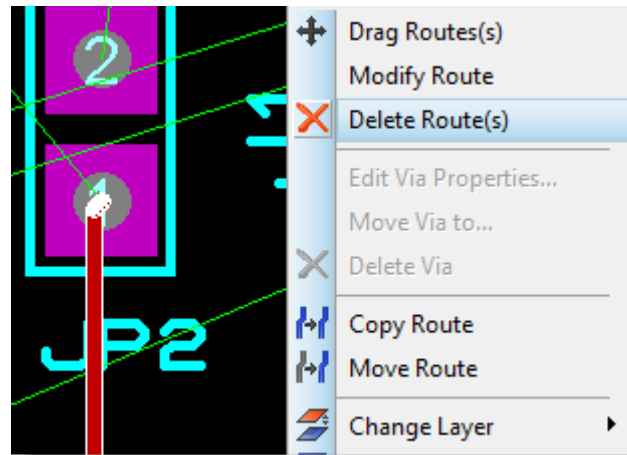 2
1
JP2
Drag Routes(s)
Modify Route
Delete Route(s)
Edit Via Properties...
Move Via to...
Delete Via
Copy Route
Move Route
Change Layer